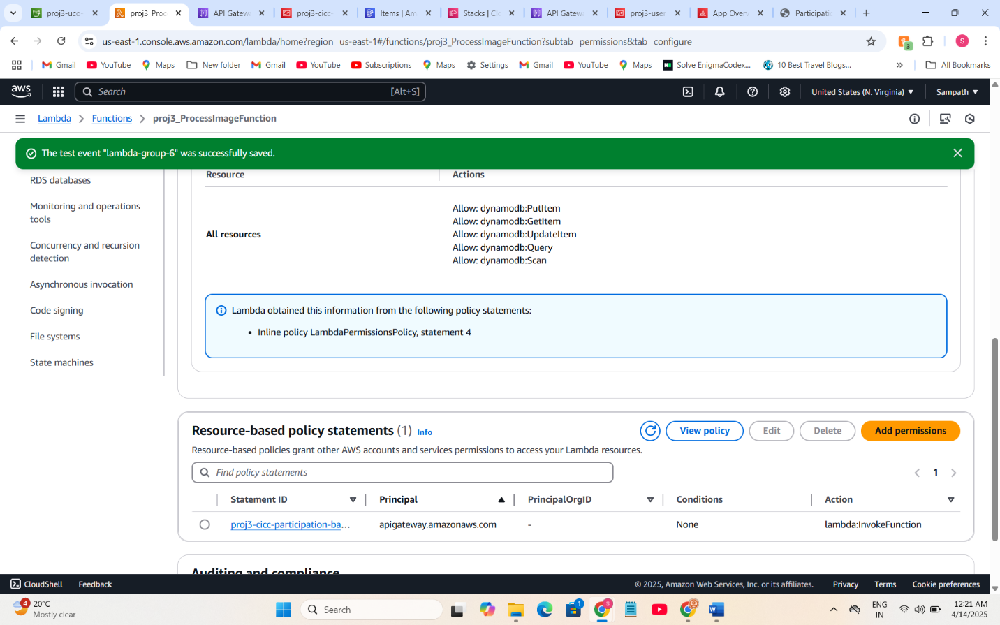 proj3-uco-
proj3_Proc
API Gatew
proj3-cicc-
Items | Am
Stacks | Cl
API Gatew
proj3-user
App Over
Participatio
us-east-1.console.aws.amazon.com/lambda/home?region=us-east-1#/functions/proj3_ProcessImageFunction?subtab=permissions&tab=configure
3
S
Gmail
YouTube
Maps
New folder
Gmail
YouTube
Subscriptions
Maps
Settings
Gmail
YouTube
Maps
Solve EnigmaCodex...
10 Best Travel Blogs...
All Bookmarks
aws
Search
[Alt+S]
United States (N. Virginia)
Sampath
Lambda
Functions
proj3_ProcessImageFunction
The test event "lambda-group-6" was successfully saved.
RDS databases
Monitoring and operations
tools
Concurrency and recursion
detection
Asynchronous invocation
Code signing
File systems
State machines
Resource
Actions
All resources
Allow: dynamodb:PutItem
Allow: dynamodb:GetItem
Allow: dynamodb:UpdateItem
Allow: dynamodb:Query
Allow: dynamodb:Scan
Lambda obtained this information from the following policy statements:
• Inline policy LambdaPermissionsPolicy, statement 4
Resource-based policy statements (1) Info
View policy
Edit
Delete
Add permissions
Resource-based policies grant other AWS accounts and services permissions to access your Lambda resources.
Find policy statements
1
Statement ID
Principal
PrincipalOrgID
Conditions
Action
proj3-cicc-participation-ba...
apigateway.amazonaws.com
-
None
lambda:InvokeFunction
Auditing and compliance
CloudShell
Feedback
© 2025, Amazon Web Services, Inc. or its affiliates.
Privacy
Terms
Cookie preferences
4
20°C
Mostly clear
Search
1
S
ENG
IN
12:21 AM
4/14/2025